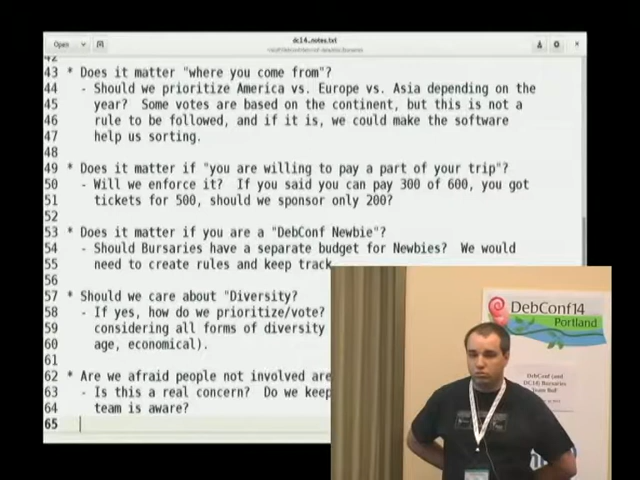 Open
dc14_notes.txt
42
43 * Does it matter "where you come from"?
44 - Should we prioritize America vs. Europe vs. Asia depending on the
45 year? Some votes are based on the continent, but this is not a
46 rule to be followed, and if it is, we could make the software
47 help us sorting.
48
49 * Does it matter if "you are willing to pay a part of your trip"?
50 - Will we enforce it? If you said you can pay 300 of 600, you got
51 tickets for 500, should we sponsor only 200?
52
53 * Does it matter if you are a "DebConf Newbie"?
54 - Should Bursaries have a separate budget for Newbies? We would
55 need to create rules and keep track
56
57 * Should we care about "Diversity?
58 - If yes, how do we prioritize/vote?
59 considering all forms of diversity
60 age, economical).
61
62 * Are we afraid people not involved are
63 - Is this a real concern? Do we keep
64 team is aware?
65
DebConf14
Portland
DebConf (and
DC14) Bursaries
Team BoF